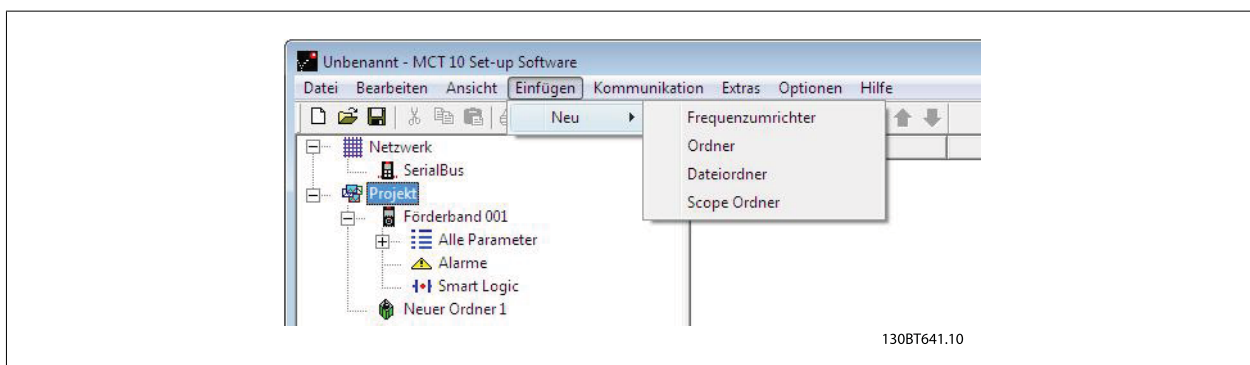 Unbenannt - MCT 10 Set-up Software
Datei Bearbeiten Ansicht Einfügen Kommunikation Extras Optionen Hilfe
Neu
Frequenzumrichter
Ordner
Dateiordner
Scope Ordner
Netzwerk
SerialBus
Projekt
Förderband 001
Alle Parameter
Alarme
Smart Logic
Neuer Ordner 1
130BT641.10